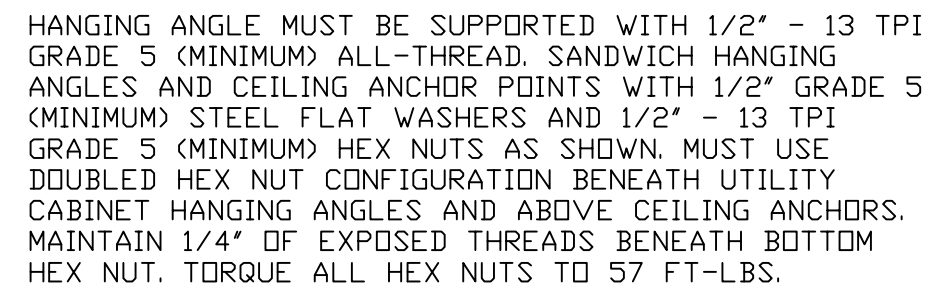 HANGING ANGLE MUST BE SUPPORTED WITH 1/2" - 13 TPI
GRADE 5 (MINIMUM) ALL-THREAD. SANDWICH HANGING
ANGLES AND CEILING ANCHOR POINTS WITH 1/2" GRADE 5
(MINIMUM) STEEL FLAT WASHERS AND 1/2" - 13 TPI
GRADE 5 (MINIMUM) HEX NUTS AS SHOWN. MUST USE
DOUBLED HEX NUT CONFIGURATION BENEATH UTILITY
CABINET HANGING ANGLES AND ABOVE CEILING ANCHORS.
MAINTAIN 1/4" OF EXPOSED THREADS BENEATH BOTTOM
HEX NUT. TORQUE ALL HEX NUTS TO 57 FT-LBS.